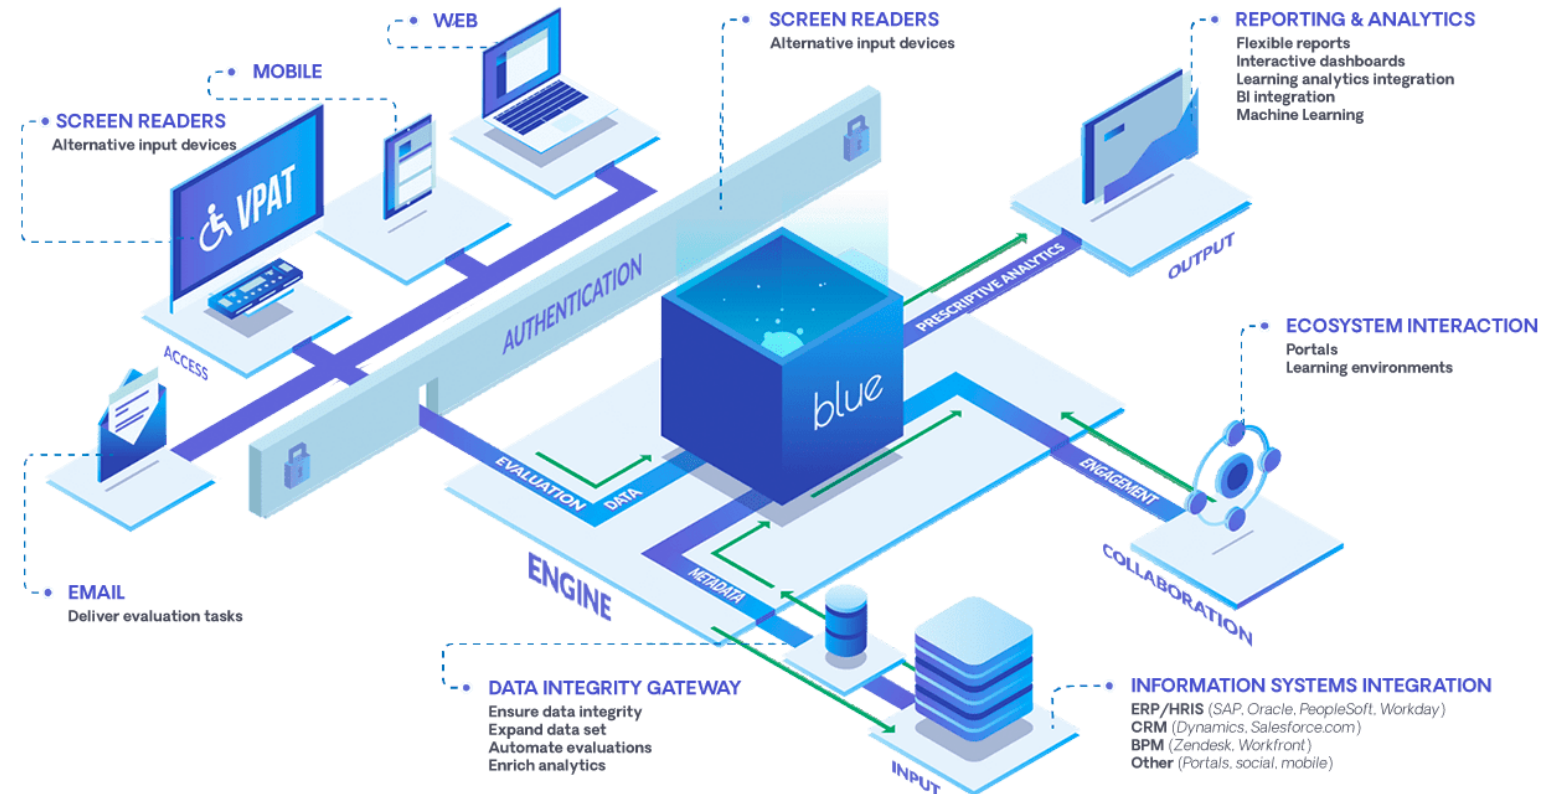 WEB
SCREEN READERS
Alternative input devices
REPORTING & ANALYTICS
Flexible reports
Interactive dashboards
Learning analytics integration
BI integration
Machine Learning
MOBILE
SCREEN READERS
Alternative input devices
VPAT
ACCESS
AUTHENTICATION
OUTPUT
PRESCRIPTIVE ANALYTICS
ECOSYSTEM INTERACTION
Portals
Learning environments
blue
EVALUATION
DATA
ENGAGEMENT
COLLABORATION
ENGINE
METADATA
EMAIL
Deliver evaluation tasks
DATA INTEGRITY GATEWAY
Ensure data integrity
Expand data set
Automate evaluations
Enrich analytics
INFORMATION SYSTEMS INTEGRATION
ERP/HRIS (SAP, Oracle, PeopleSoft, Workday)
CRM (Dynamics, Salesforce.com)
BPM (Zendesk, Workfront)
Other (Portals, social, mobile)
INPUT